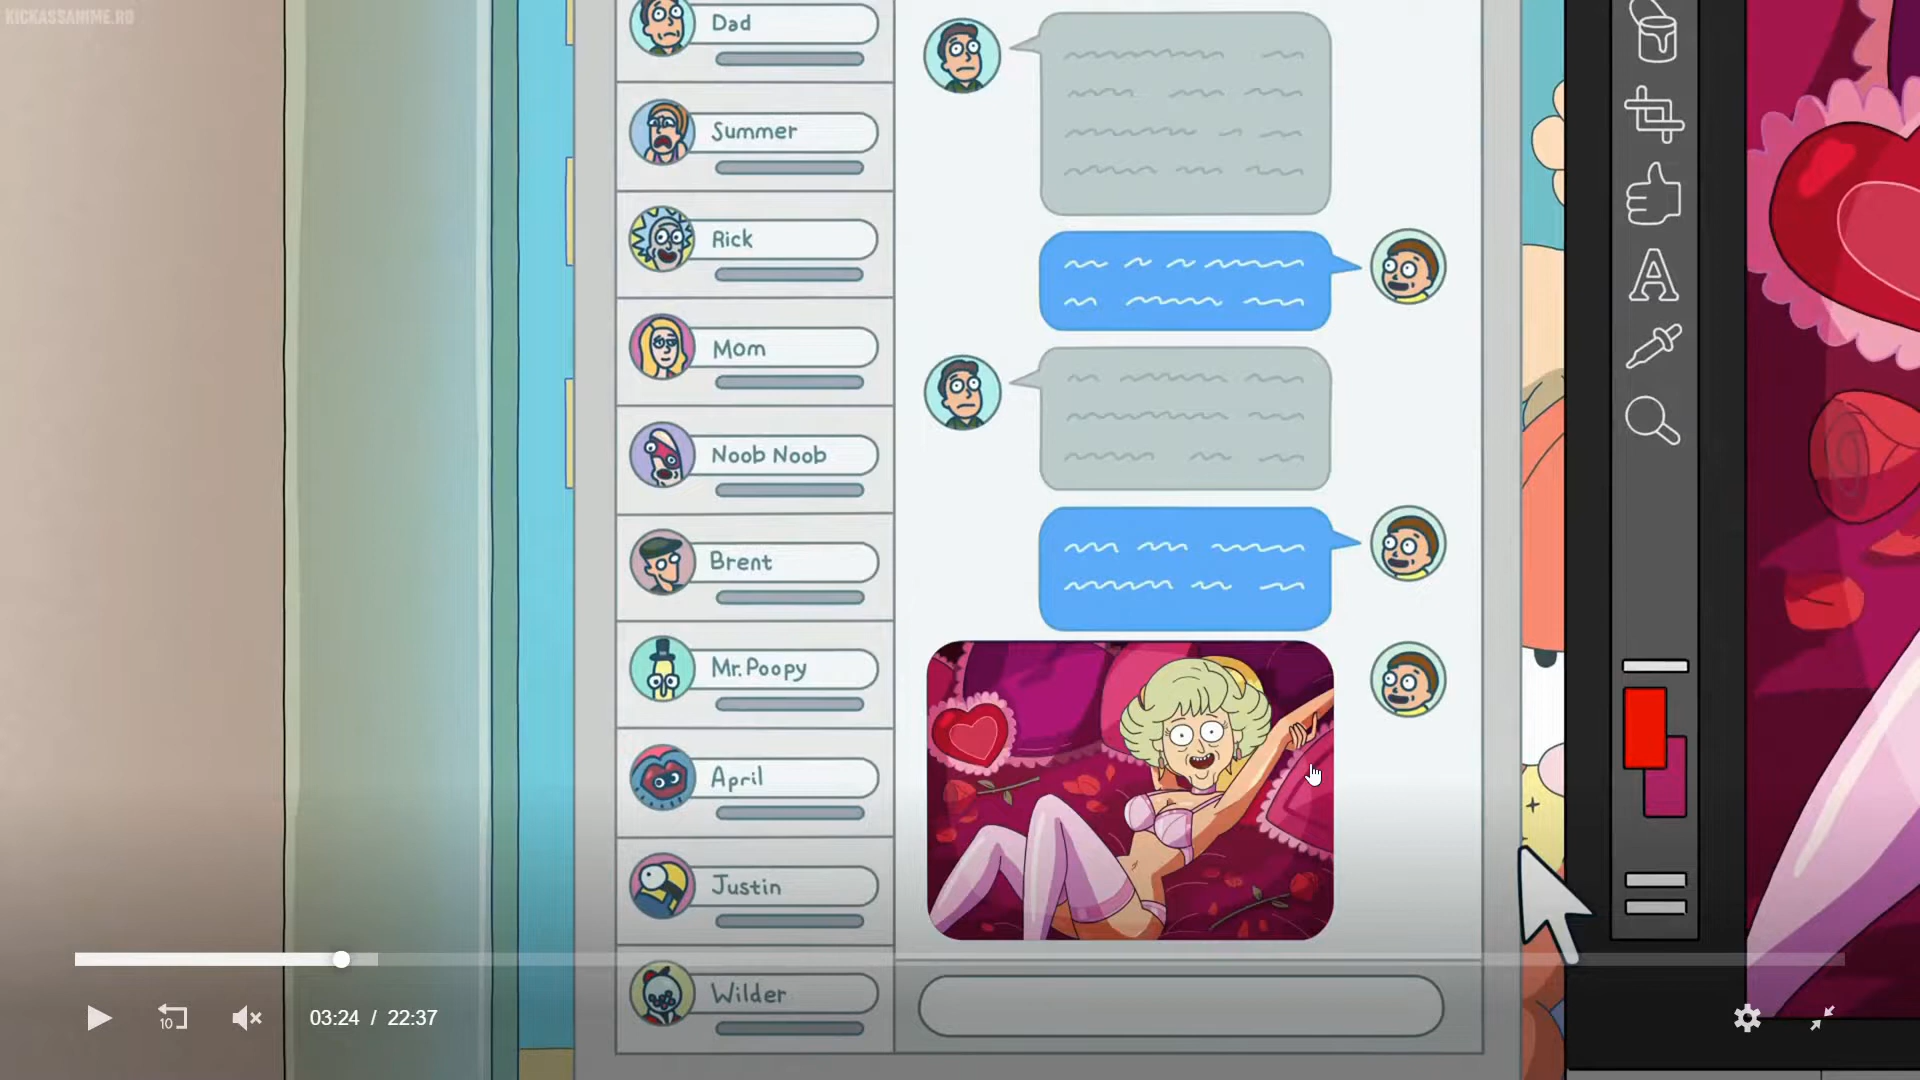 KICKASSANIME.RO
Dad
Summer
Rick
Mom
Noob Noob
Brent
Mr. Poopy
April
Justin
Wilder
A
10
03:24 / 22:37